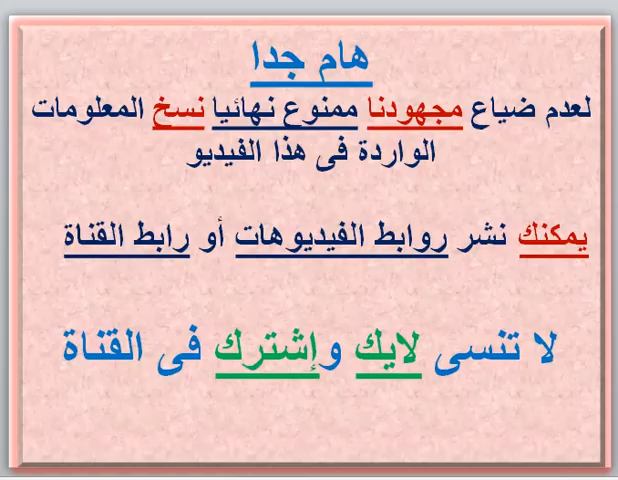 هام جدا
لعدم ضياع مجهودنا ممنوع نهائيا نسخ المعلومات
الواردة فى هذا الفيديو
يمكنك نشر روابط الفيديوهات أو رابط القناة
لا تنسى لايك وإشترك فى القناة